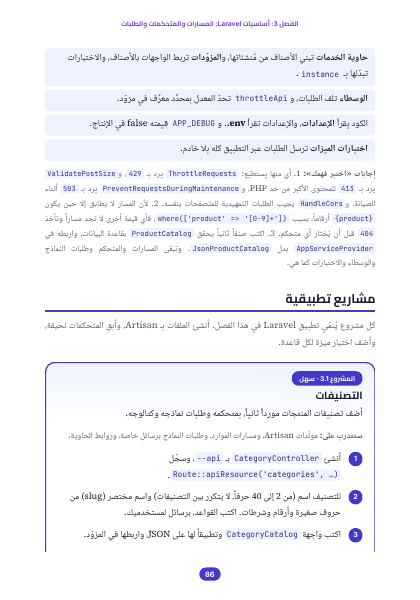 الفصل 3: أساسيات Laravel: المسارات والمتحكمات والطلبات
حاوية الخدمات تبني الأصناف من مُنشئاتها، والمزوّدات تربط الواجهات بالأصناف، والاختبارات
تبدّلها بـ instance .
الوسطاء تلف الطلبات، و throttleApi تحدّ المعدل بمحدِّد معرَّف في مزوّد.
الكود يقرأ الإعدادات، والإعدادات تقرأ env.، و APP_DEBUG قيمته false في الإنتاج.
اختبارات الميزات ترسل الطلبات عبر التطبيق كله بلا خادم.
إجابات «اختبر فهمك»: 1. أي منها يستطيع: ThrottleRequests يرد بـ 429 ، و ValidatePostSize
يرد بـ 413 للمحتوى الأكبر من حد PHP، و PreventRequestsDuringMaintenance يرد بـ 503 أثناء
الصيانة، و HandleCors يجيب الطلبات التمهيدية للمتصفحات بنفسه. 2. لأن المسار لا يطابق إلا حين يكون
{product} أرقاماً، بسبب where(['product' => '[0-9]+']) ، فأي قيمة أخرى لا تجد مساراً وتأخذ
404 قبل أن يُختار أي متحكم. 3. اكتب صنفاً ثانياً يحقق ProductCatalog بقاعدة البيانات، واربطه في
AppServiceProvider بدل JsonProductCatalog . وتبقى المسارات والمتحكم وطلبات النماذج
والوسطاء والاختبارات كما هي.
مشاريع تطبيقية
كل مشروع يُنمّي تطبيق Laravel في هذا الفصل. أنشئ الملفات بـ Artisan، وأبقِ المتحكمات نحيفة،
وأضف اختبار ميزة لكل قاعدة.
المشروع 3.1 · سهل
التصنيفات
أضف تصنيفات المنتجات مورداً ثانياً، بمتحكمه وطلبات نماذجه وكتالوجه.
ستتدرب على: مولّدات Artisan، ومسارات الموارد، وطلبات النماذج برسائل خاصة، وروابط الحاوية.
1 أنشئ CategoryController بـ --api ، وسجّل
Route::apiResource('categories', …) .
2 للتصنيف اسم (من 2 إلى 40 حرفاً، لا يتكرر بين التصنيفات) واسم مختصر (slug) من
حروف صغيرة وأرقام وشرطات. اكتب القواعد، برسائل لمستخدميك.
3 اكتب واجهة CategoryCatalog وتطبيقاً لها على JSON، واربطها في المزوّد.
86